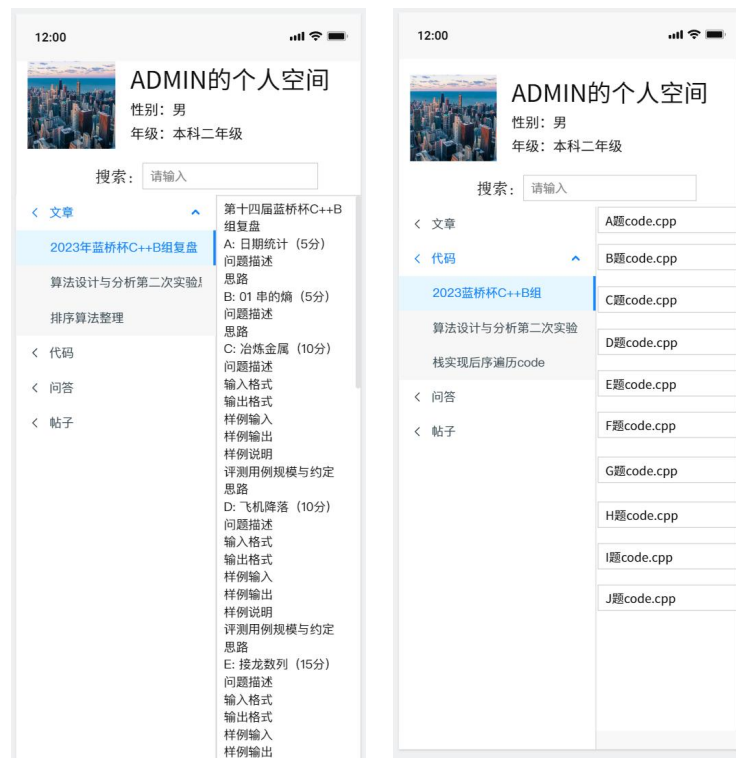 12:00
ADMIN的个人空间
性别：男
年级：本科二年级
搜索：
请输入
文章
2023年蓝桥杯C++B组复盘
算法设计与分析第二次实验
排序算法整理
代码
问答
帖子
第十四届蓝桥杯C++B
组复盘
A: 日期统计（5分）
问题描述
思路
B: 01 串的熵（5分）
问题描述
思路
C: 冶炼金属（10分）
问题描述
输入格式
输出格式
样例输入
样例输出
样例说明
评测用例规模与约定
思路
D: 飞机降落（10分）
问题描述
输入格式
输出格式
样例输入
样例输出
样例说明
评测用例规模与约定
思路
E: 接龙数列（15分）
问题描述
输入格式
输出格式
样例输入
样例输出
12:00
ADMIN的个人空间
性别：男
年级：本科二年级
搜索：
请输入
文章
代码
2023蓝桥杯C++B组
算法设计与分析第二次实验
栈实现后序遍历code
问答
帖子
A题code.cpp
B题code.cpp
C题code.cpp
D题code.cpp
E题code.cpp
F题code.cpp
G题code.cpp
H题code.cpp
I题code.cpp
J题code.cpp